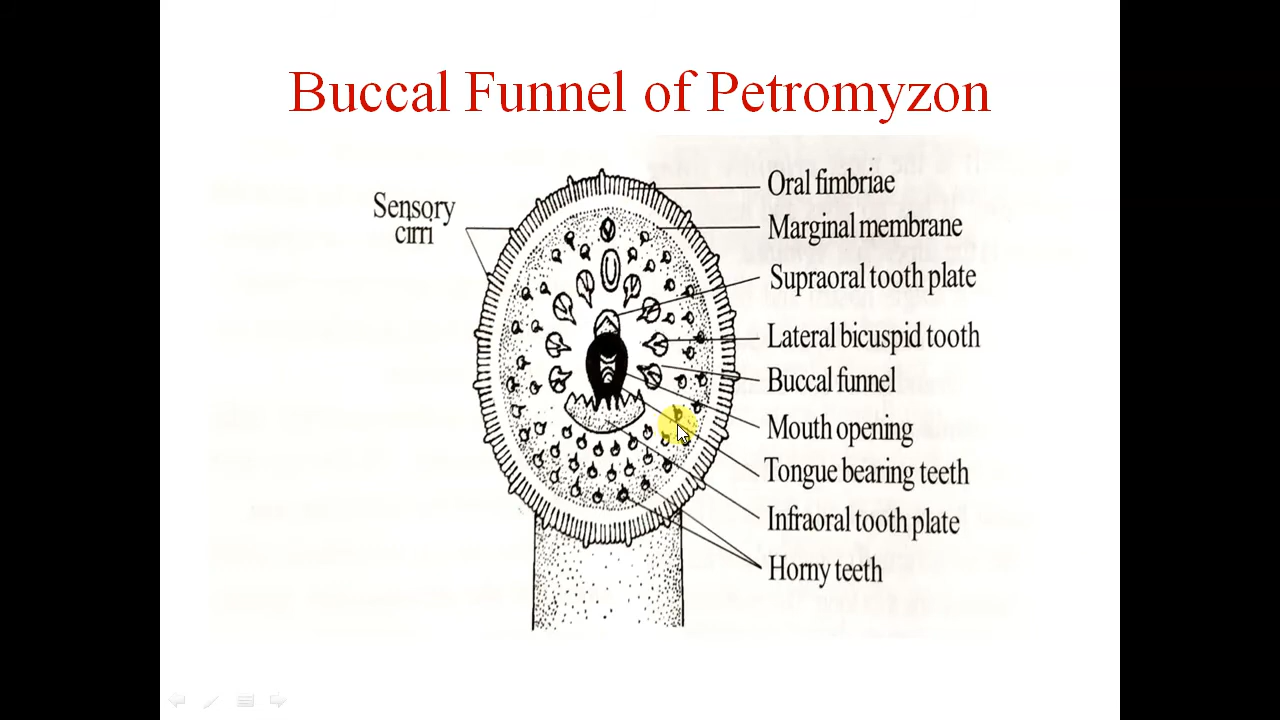 Buccal Funnel of Petromyzon
Sensory
cirri
Oral fimbriae
Marginal membrane
Supraoral tooth plate
Lateral bicuspid tooth
Buccal funnel
Mouth opening
Tongue bearing teeth
Infraoral tooth plate
Horny teeth